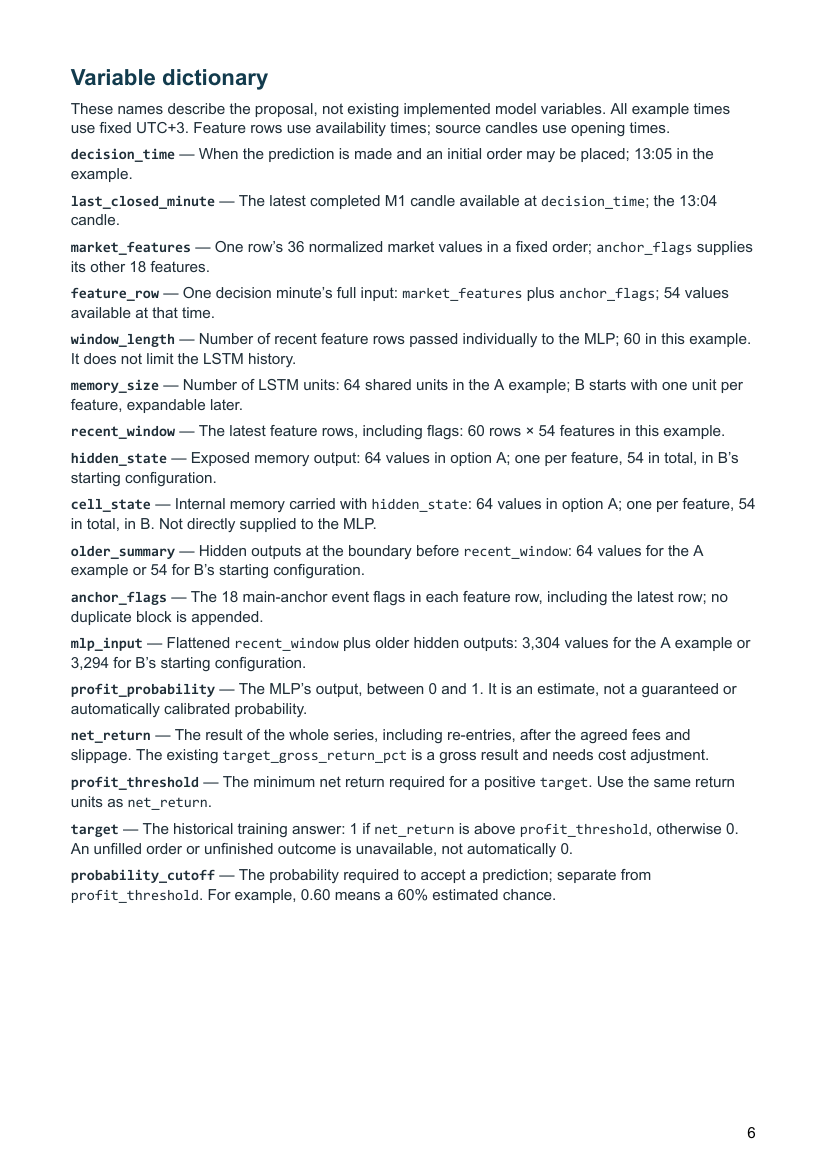 Variable dictionary
These names describe the proposal, not existing implemented model variables. All example times
use fixed UTC+3. Feature rows use availability times; source candles use opening times.
decision_time — When the prediction is made and an initial order may be placed; 13:05 in the
example.
last_closed_minute — The latest completed M1 candle available at decision_time; the 13:04
candle.
market_features — One row’s 36 normalized market values in a fixed order; anchor_flags supplies
its other 18 features.
feature_row — One decision minute’s full input: market_features plus anchor_flags; 54 values
available at that time.
window_length — Number of recent feature rows passed individually to the MLP; 60 in this example.
It does not limit the LSTM history.
memory_size — Number of LSTM units: 64 shared units in the A example; B starts with one unit per
feature, expandable later.
recent_window — The latest feature rows, including flags: 60 rows × 54 features in this example.
hidden_state — Exposed memory output: 64 values in option A; one per feature, 54 in total, in B’s
starting configuration.
cell_state — Internal memory carried with hidden_state: 64 values in option A; one per feature, 54
in total, in B. Not directly supplied to the MLP.
older_summary — Hidden outputs at the boundary before recent_window: 64 values for the A
example or 54 for B’s starting configuration.
anchor_flags — The 18 main-anchor event flags in each feature row, including the latest row; no
duplicate block is appended.
mlp_input — Flattened recent_window plus older hidden outputs: 3,304 values for the A example or
3,294 for B’s starting configuration.
profit_probability — The MLP’s output, between 0 and 1. It is an estimate, not a guaranteed or
automatically calibrated probability.
net_return — The result of the whole series, including re-entries, after the agreed fees and
slippage. The existing target_gross_return_pct is a gross result and needs cost adjustment.
profit_threshold — The minimum net return required for a positive target. Use the same return
units as net_return.
target — The historical training answer: 1 if net_return is above profit_threshold, otherwise 0.
An unfilled order or unfinished outcome is unavailable, not automatically 0.
probability_cutoff — The probability required to accept a prediction; separate from
profit_threshold. For example, 0.60 means a 60% estimated chance.
6